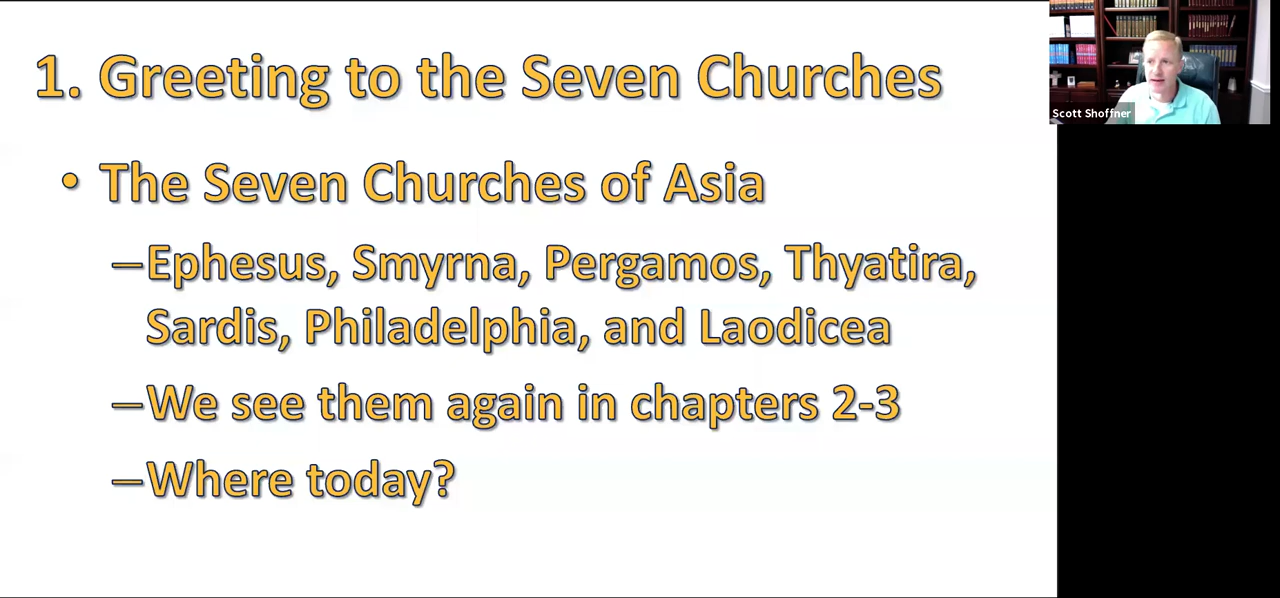 1. Greeting to the Seven Churches
Scott Shoffner
• The Seven Churches of Asia
–Ephesus, Smyrna, Pergamos, Thyatira,
Sardis, Philadelphia, and Laodicea
–We see them again in chapters 2-3
–Where today?